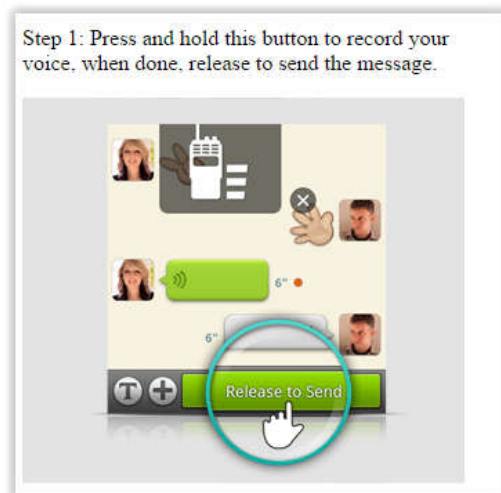 Step 1: Press and hold this button to record your
voice, when done, release to send the message.
6"
6"
T
Release to Send